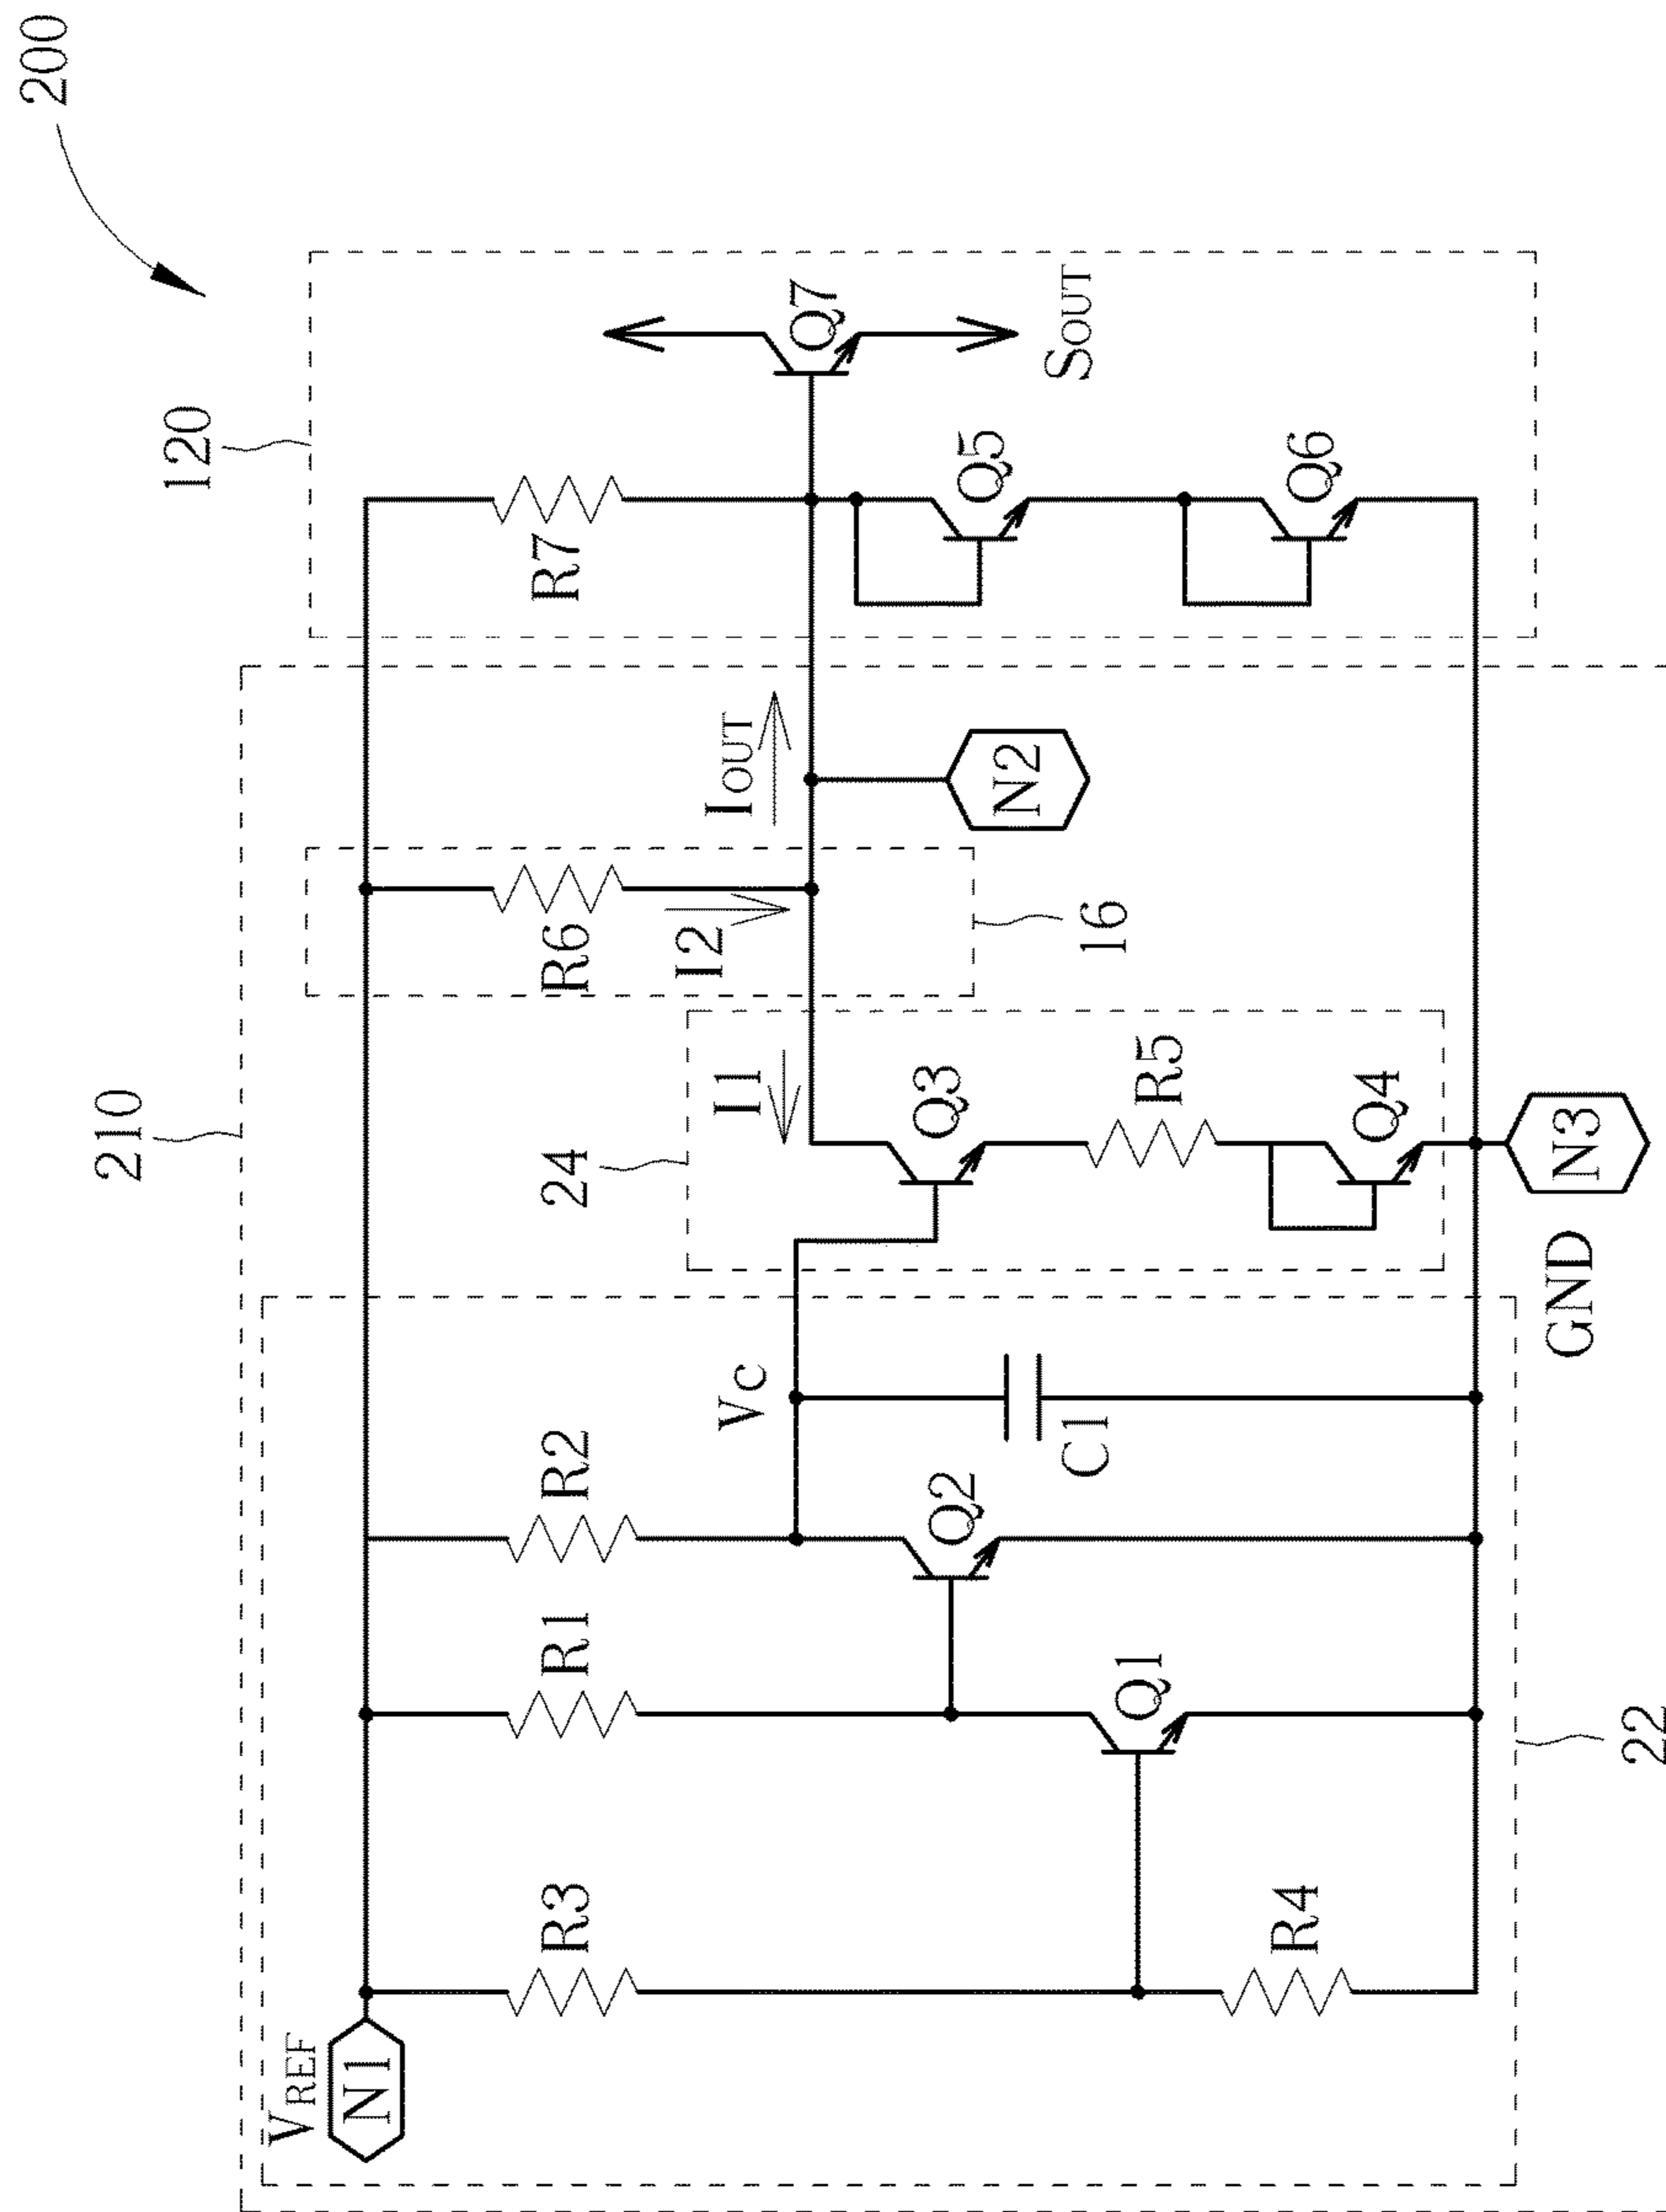 200
210
120
VREF
N1
R3
R1
R2
R6
R7
I2
IOUT
I1
Vc
24
Q7
SOUT
Q2
Q3
Q5
N2
16
C1
Q1
R5
R4
Q4
Q6
GND
N3
22